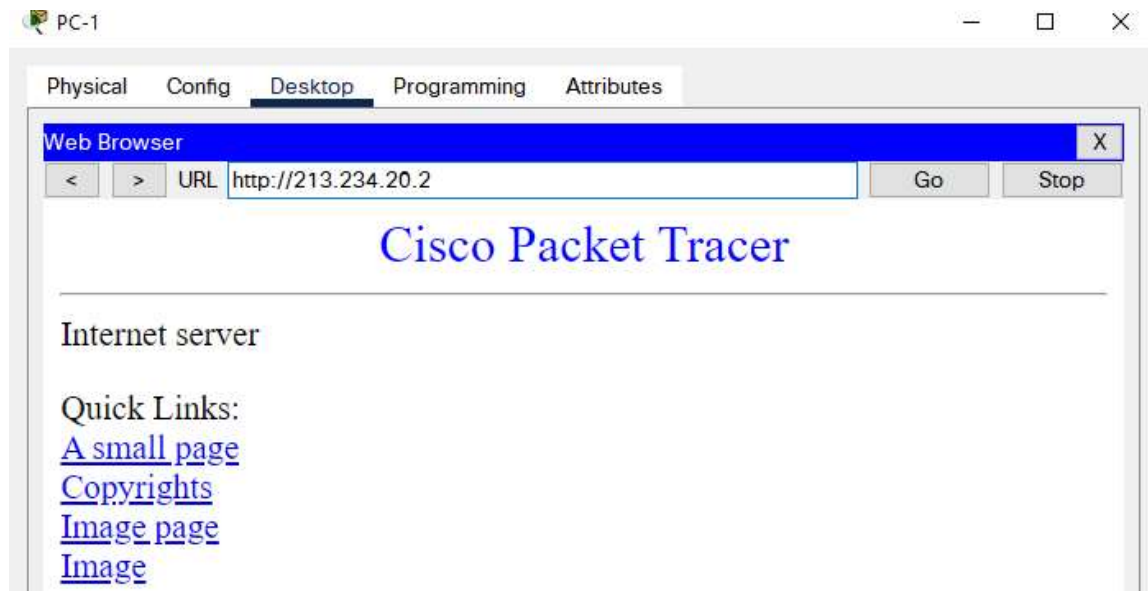 PC-1
Physical Config Desktop Programming Attributes
Web Browser X
< > URL http://213.234.20.2 Go Stop
Cisco Packet Tracer
Internet server
Quick Links:
A small page
Copyrights
Image page
Image